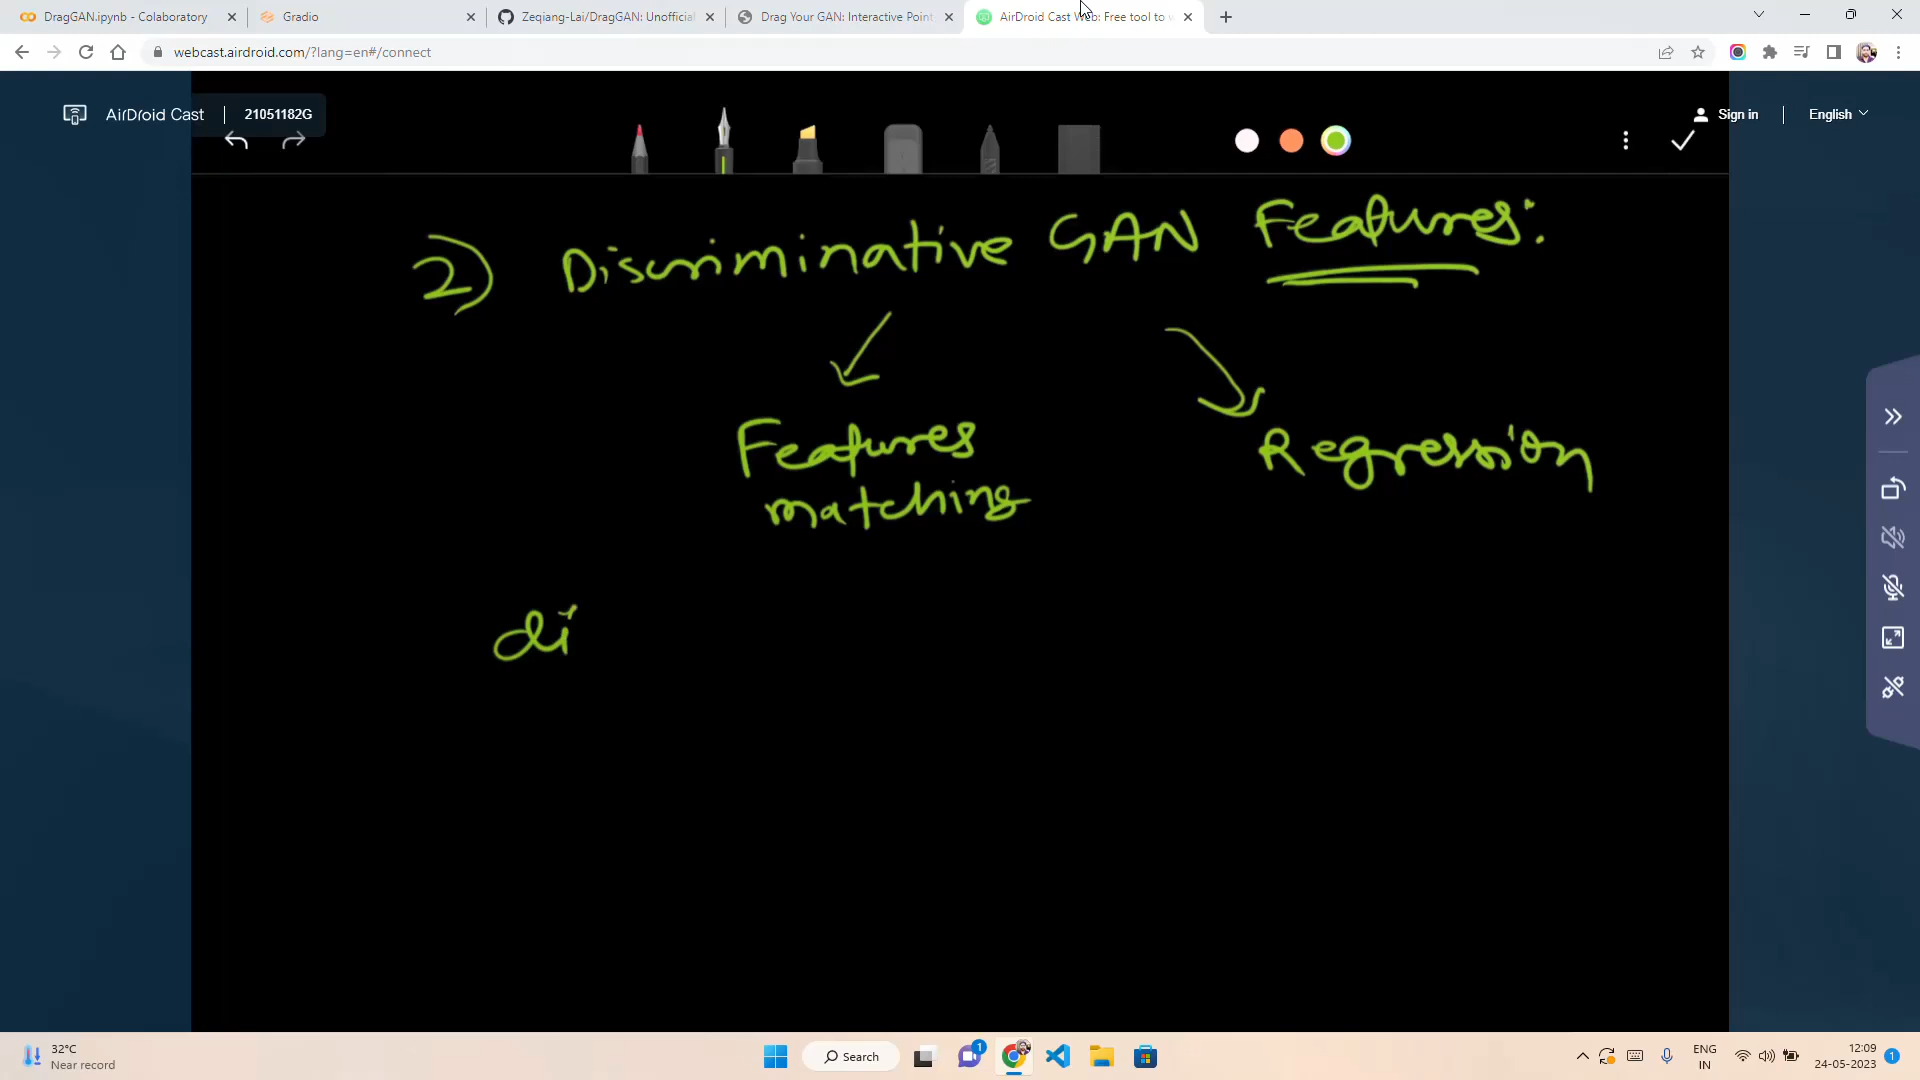 DragGAN.ipynb - Colaboratory
Gradio
Zeqiang-Lai/DragGAN: Unofficial
Drag Your GAN: Interactive Point
AirDroid Cast Web: Free tool to
webcast.airdroid.com/?lang=en#/connect
AirDroid Cast
21051182G
Sign in
English
2) Discriminative GAN Features:
Features
matching
Regression
di
32°C
Near record
Search
1
ENG
IN
12:09
24-05-2023
1